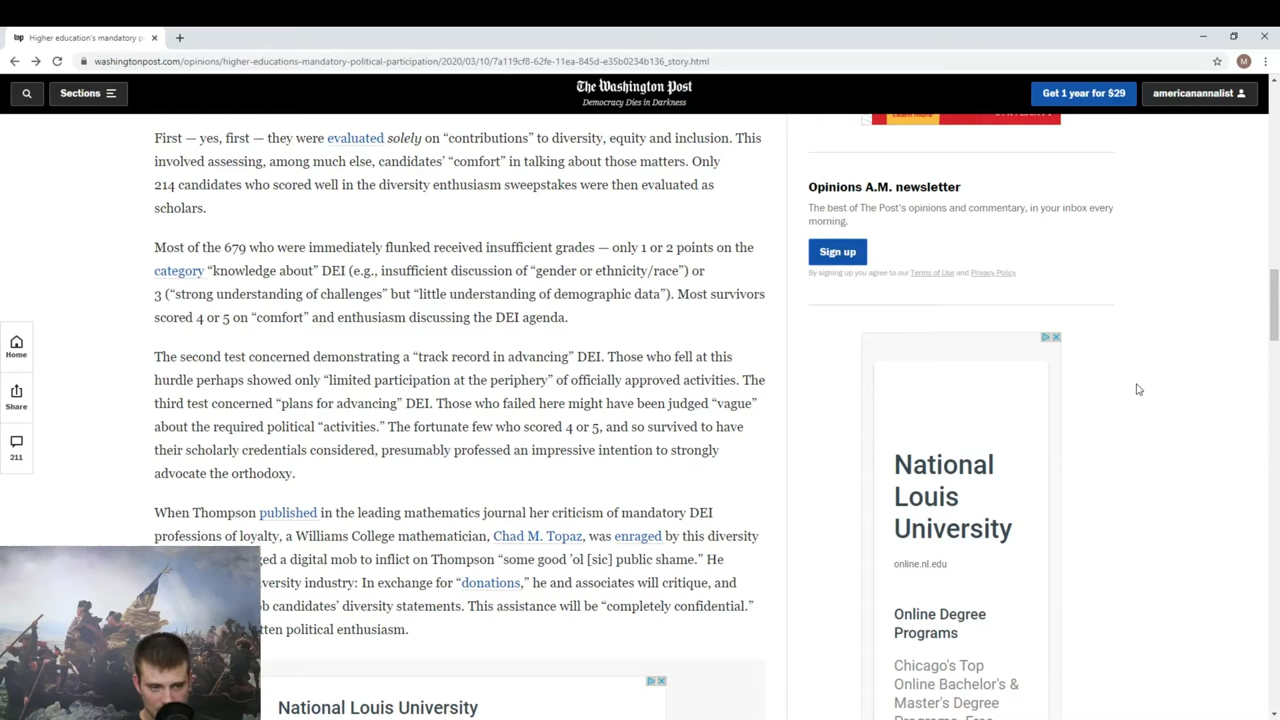 Higher education's mandatory p
washingtonpost.com/opinions/higher-educations-mandatory-political-participation/2020/03/10/7a119cf8-62fe-11ea-845d-e35b0234b136_story.html
M
Sections
The Washington Post
Democracy Dies in Darkness
Get 1 year for $29
americanannalist
First — yes, first — they were evaluated solely on “contributions” to diversity, equity and inclusion. This
involved assessing, among much else, candidates’ “comfort” in talking about those matters. Only
214 candidates who scored well in the diversity enthusiasm sweepstakes were then evaluated as
scholars.
Most of the 679 who were immediately flunked received insufficient grades — only 1 or 2 points on the
category “knowledge about” DEI (e.g., insufficient discussion of “gender or ethnicity/race”) or
3 (“strong understanding of challenges” but “little understanding of demographic data”). Most survivors
scored 4 or 5 on “comfort” and enthusiasm discussing the DEI agenda.
The second test concerned demonstrating a “track record in advancing” DEI. Those who fell at this
hurdle perhaps showed only “limited participation at the periphery” of officially approved activities. The
third test concerned “plans for advancing” DEI. Those who failed here might have been judged “vague”
about the required political “activities.” The fortunate few who scored 4 or 5, and so survived to have
their scholarly credentials considered, presumably professed an impressive intention to strongly
advocate the orthodoxy.
When Thompson published in the leading mathematics journal her criticism of mandatory DEI
professions of loyalty, a Williams College mathematician, Chad M. Topaz, was enraged by this diversity
ged a digital mob to inflict on Thompson “some good ’ol [sic] public shame.” He
versity industry: In exchange for “donations,” he and associates will critique, and
b candidates’ diversity statements. This assistance will be “completely confidential.”
tten political enthusiasm.
Home
Share
211
Learn more
Opinions A.M. newsletter
The best of The Post's opinions and commentary, in your inbox every
morning.
Sign up
By signing up you agree to our Terms of Use and Privacy Policy
National
Louis
University
online.nl.edu
Online Degree
Programs
Chicago's Top
Online Bachelor's &
Master's Degree
National Louis University